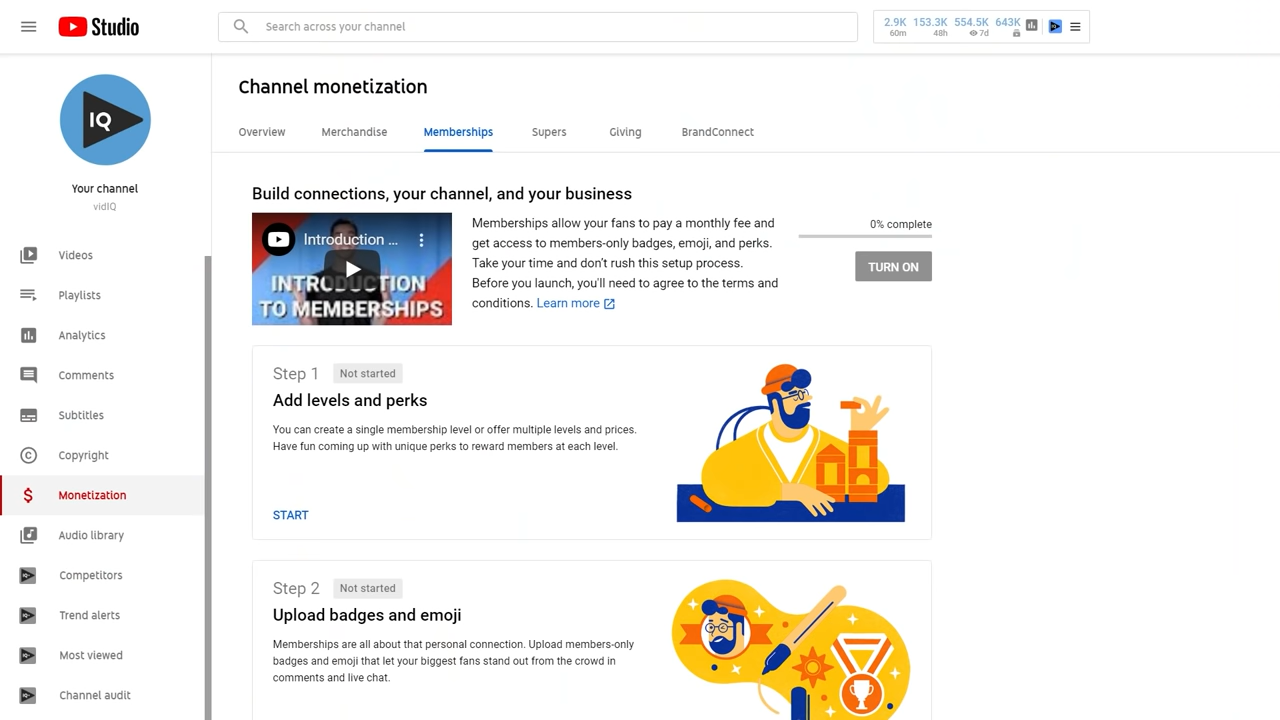 Studio
Search across your channel
2.9K 153.3K 554.5K 643K
60m 48h 7d
IQ
Your channel
vidIQ
Videos
Playlists
Analytics
Comments
Subtitles
Copyright
Monetization
Audio library
Competitors
Trend alerts
Most viewed
Channel audit
Channel monetization
Overview Merchandise Memberships Supers Giving BrandConnect
Build connections, your channel, and your business
Introduction ...
INTRODUCTION
TO MEMBERSHIPS
Memberships allow your fans to pay a monthly fee and
get access to members-only badges, emoji, and perks.
Take your time and don't rush this setup process.
Before you launch, you'll need to agree to the terms and
conditions. Learn more
0% complete
TURN ON
Step 1 Not started
Add levels and perks
You can create a single membership level or offer multiple levels and prices.
Have fun coming up with unique perks to reward members at each level.
START
Step 2 Not started
Upload badges and emoji
Memberships are all about that personal connection. Upload members-only
badges and emoji that let your biggest fans stand out from the crowd in
comments and live chat.